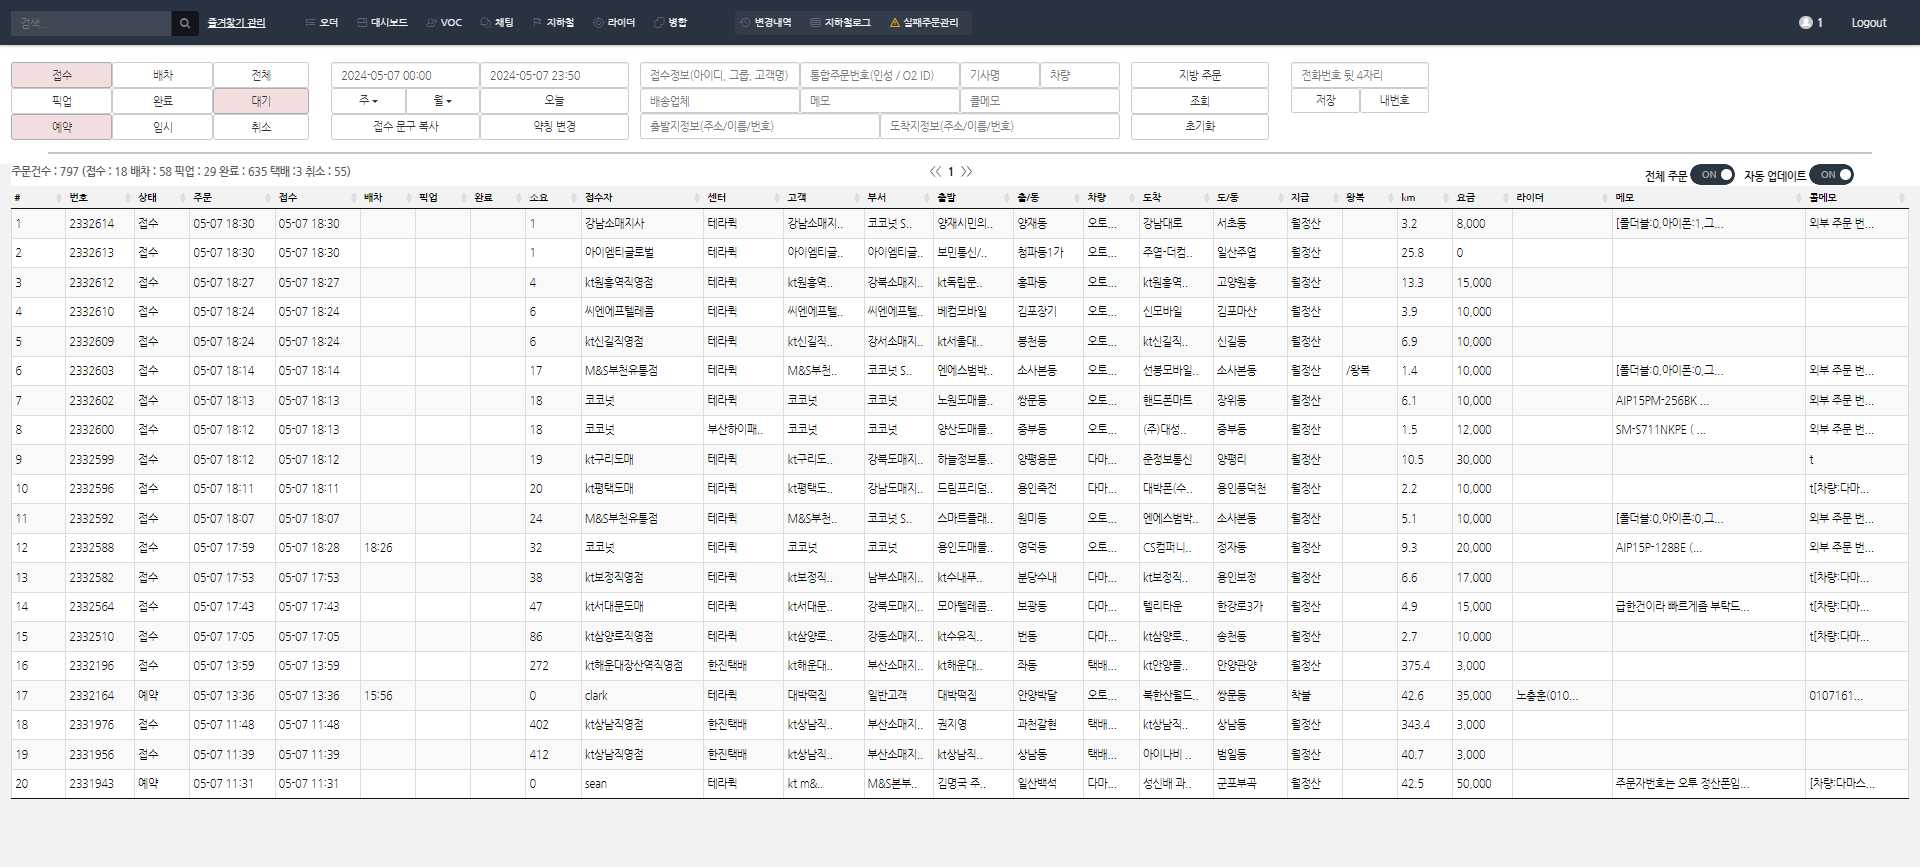 검색... 즐겨찾기 관리 오더 대시보드 VOC 채팅 지하철 라이더 병합 변경내역 지하철로그 실패주문관리 1 Logout
접수 배차 전체 2024-05-07 00:00 2024-05-07 23:50 접수정보(아이디, 그룹, 고객명) 통합주문번호(인성 / O2 ID) 기사명 차량 지방 주문 전화번호 뒷 4자리
픽업 완료 대기 주 월 오늘 배송업체 메모 콜메모 조회 저장 내번호
예약 임시 취소 접수 문구 복사 약칭 변경 출발지정보(주소/이름/번호) 도착지정보(주소/이름/번호) 초기화
주문건수 : 797 (접수 : 18 배차 : 58 픽업 : 29 완료 : 635 택배 :3 취소 : 55) 1 전체 주문 ON 자동 업데이트 ON
# 번호 상태 주문 접수 배차 픽업 완료 소요 접수자 센터 고객 부서 출발 출/동 차량 도착 도/동 지급 왕복 km 요금 라이더 메모 콜메모
1 2332614 접수 05-07 18:30 05-07 18:30 1 강남소매지사 테라퀵 강남소매지.. 코코넛 S.. 양재시민의.. 양재동 오토... 강남대로 서초동 월정산 3.2 8,000 [폴더블:0,아이폰:1,그... 외부 주문 번...
2 2332613 접수 05-07 18:30 05-07 18:30 1 아이엠티글로벌 테라퀵 아이엠티글.. 아이엠티글.. 보민통신/.. 청파동1가 오토... 주엽-더컴.. 일산주엽 월정산 25.8 0
3 2332612 접수 05-07 18:27 05-07 18:27 4 kt원흥역직영점 테라퀵 kt원흥역.. 강북소매지.. kt독립문.. 홍파동 오토... kt원흥역.. 고양원흥 월정산 13.3 15,000
4 2332610 접수 05-07 18:24 05-07 18:24 6 씨엔에프텔레콤 테라퀵 씨엔에프텔.. 씨엔에프텔.. 베컴모바일 김포장기 오토... 신모바일 김포마산 월정산 3.9 10,000
5 2332609 접수 05-07 18:24 05-07 18:24 6 kt신길직영점 테라퀵 kt신길직.. 강서소매지.. kt서울대.. 봉천동 오토... kt신길직.. 신길동 월정산 6.9 10,000
6 2332603 접수 05-07 18:14 05-07 18:14 17 M&S부천유통점 테라퀵 M&S부천.. 코코넛 S.. 엔에스범박.. 소사본동 오토... 선봉모바일.. 소사본동 월정산 /왕복 1.4 10,000 [폴더블:0,아이폰:0,그... 외부 주문 번...
7 2332602 접수 05-07 18:13 05-07 18:13 18 코코넛 테라퀵 코코넛 코코넛 노원도매물.. 쌍문동 오토... 핸드폰마트 장위동 월정산 6.1 10,000 AIP15PM-256BK ... 외부 주문 번...
8 2332600 접수 05-07 18:12 05-07 18:13 18 코코넛 부산하이패.. 코코넛 코코넛 양산도매물.. 중부동 오토... (주)대성.. 중부동 월정산 1.5 12,000 SM-S711NKPE ( ... 외부 주문 번...
9 2332599 접수 05-07 18:12 05-07 18:12 19 kt구리도매 테라퀵 kt구리도.. 강북도매지.. 하늘정보통.. 양평용문 다마... 준정보통신 양평리 월정산 10.5 30,000 t
10 2332596 접수 05-07 18:11 05-07 18:11 20 kt평택도매 테라퀵 kt평택도.. 강남도매지.. 드림프리덤.. 용인죽전 다마... 대박폰(수.. 용인풍덕천 월정산 2.2 10,000 t[차량:다마...
11 2332592 접수 05-07 18:07 05-07 18:07 24 M&S부천유통점 테라퀵 M&S부천.. 코코넛 S.. 스마트플래.. 원미동 오토... 엔에스범박.. 소사본동 월정산 5.1 10,000 [폴더블:0,아이폰:0,그... 외부 주문 번...
12 2332588 접수 05-07 17:59 05-07 18:28 18:26 32 코코넛 테라퀵 코코넛 코코넛 용인도매물.. 영덕동 오토... CS컴퍼니.. 정자동 월정산 9.3 20,000 AIP15P-128BE (... 외부 주문 번...
13 2332582 접수 05-07 17:53 05-07 17:53 38 kt보정직영점 테라퀵 kt보정직.. 남부소매지.. kt수내푸.. 분당수내 다마... kt보정직.. 용인보정 월정산 6.6 17,000 t[차량:다마...
14 2332564 접수 05-07 17:43 05-07 17:43 47 kt서대문도매 테라퀵 kt서대문.. 강북도매지.. 모아텔레콤.. 보광동 다마... 텔리타운 한강로3가 월정산 4.9 15,000 급한건이라 빠르게좀 부탁드... t[차량:다마...
15 2332510 접수 05-07 17:05 05-07 17:05 86 kt삼양로직영점 테라퀵 kt삼양로.. 강동소매지.. kt수유직.. 번동 다마... kt삼양로.. 송천동 월정산 2.7 10,000 t[차량:다마...
16 2332196 접수 05-07 13:59 05-07 13:59 272 kt해운대장산역직영점 한진택배 kt해운대.. 부산소매지.. kt해운대.. 좌동 택배... kt안양물.. 안양관양 월정산 375.4 3,000
17 2332164 예약 05-07 13:36 05-07 13:36 15:56 0 clark 테라퀵 대박떡집 일반고객 대박떡집 안양박달 오토... 북한산월드.. 쌍문동 착불 42.6 35,000 노충훈(010... 0107161...
18 2331976 접수 05-07 11:48 05-07 11:48 402 kt상남직영점 한진택배 kt상남직.. 부산소매지.. 권지영 과천갈현 택배... kt상남직.. 상남동 월정산 343.4 3,000
19 2331956 접수 05-07 11:39 05-07 11:39 412 kt상남직영점 한진택배 kt상남직.. 부산소매지.. kt상남직.. 상남동 택배... 아이나비 .. 범일동 월정산 40.7 3,000
20 2331943 예약 05-07 11:31 05-07 11:31 0 sean 테라퀵 kt m&.. M&S본부.. 김명국 주.. 일산백석 다마... 성신배 과.. 군포부곡 월정산 42.5 50,000 주문자번호는 오투 정산폰임... [차량:다마스...